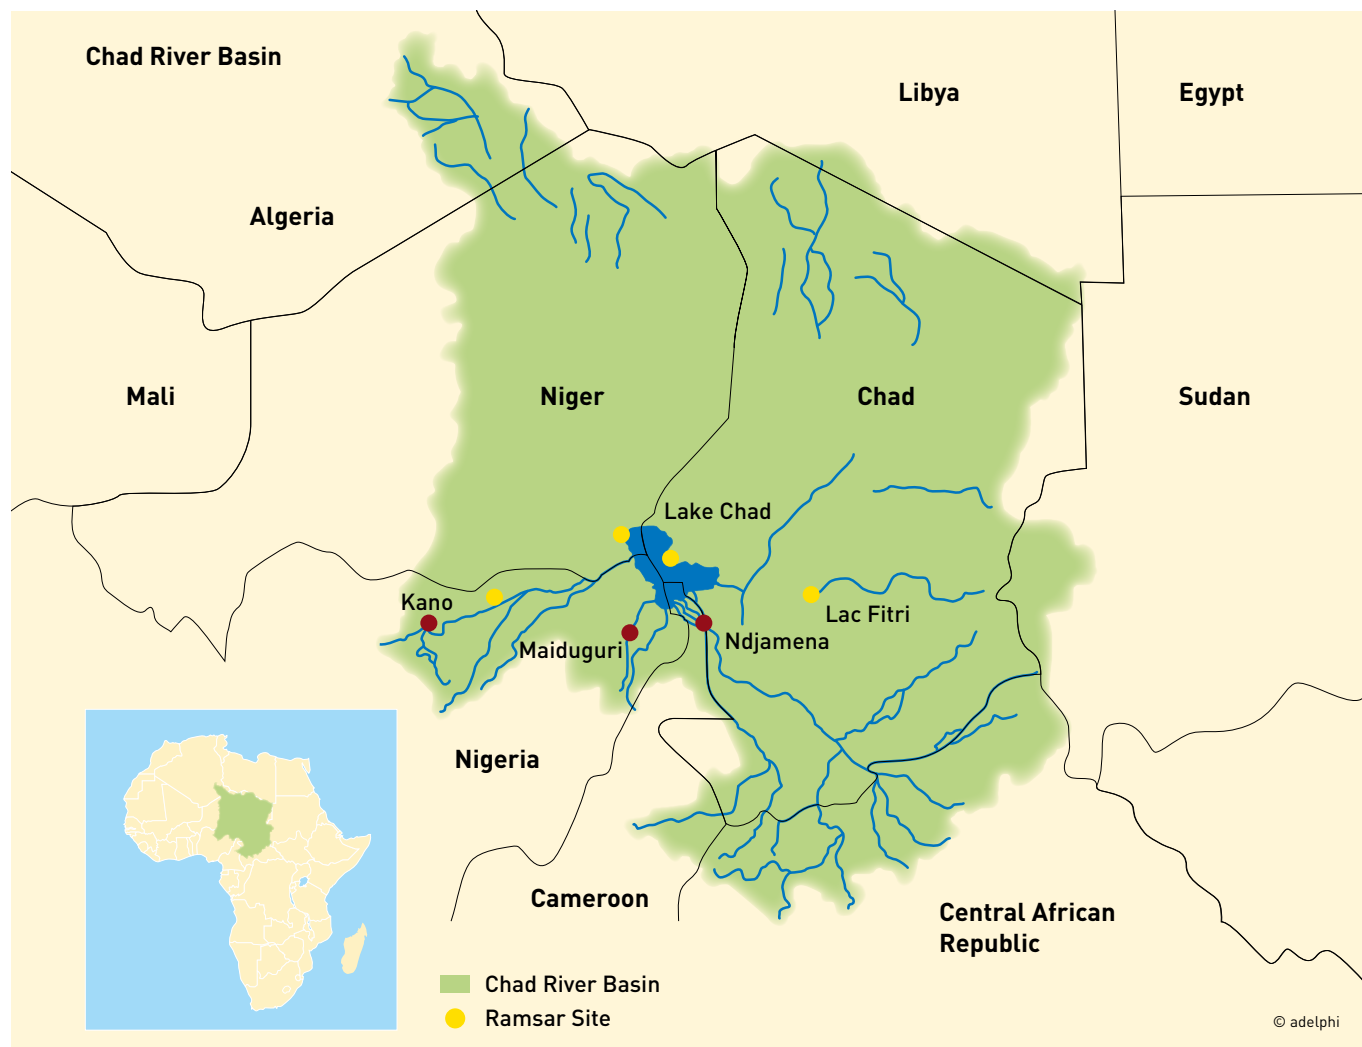 Chad River Basin
Libya
Egypt
Algeria
Mali
Niger
Chad
Sudan
Lake Chad
Kano
Lac Fitri
Maiduguri
Ndjamena
Nigeria
Cameroon
Central African
Republic
Chad River Basin
Ramsar Site
© adelphi